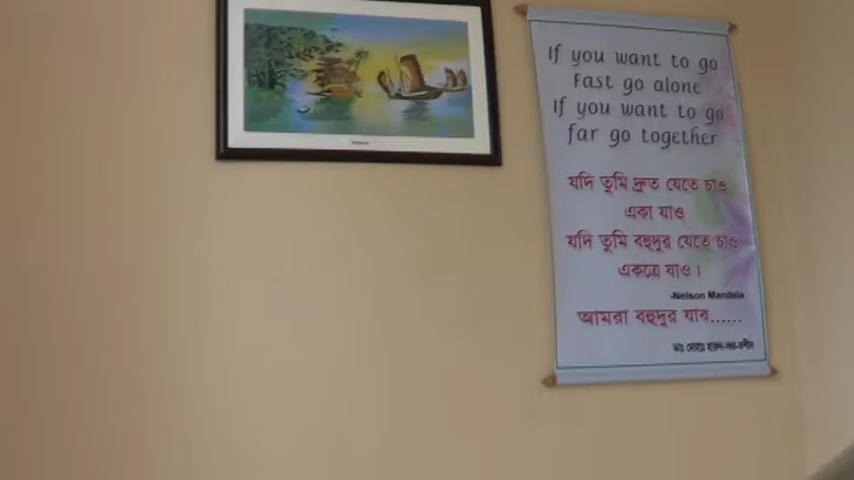 If you want to go
Fast go alone
If you want to go
far go together
যদি তুমি দ্রুত যেতে চাও
একা যাও
যদি তুমি বহুদূর যেতে চাও
একত্রে যাও।
-Nelson Mandela
আমরা বহুদূর যাব......